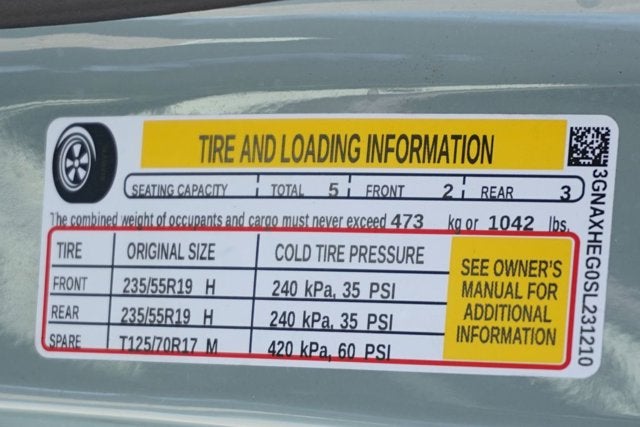 TIRE AND LOADING INFORMATION
SEATING CAPACITY TOTAL 5 FRONT 2 REAR 3
The combined weight of occupants and cargo must never exceed 473 kg or 1042 lbs.
TIRE ORIGINAL SIZE COLD TIRE PRESSURE
FRONT 235/55R19 H 240 kPa, 35 PSI
REAR 235/55R19 H 240 kPa, 35 PSI
SPARE T125/70R17 M 420 kPa, 60 PSI
SEE OWNER'S
MANUAL FOR
ADDITIONAL
INFORMATION
3GNAXHEG0SL231210